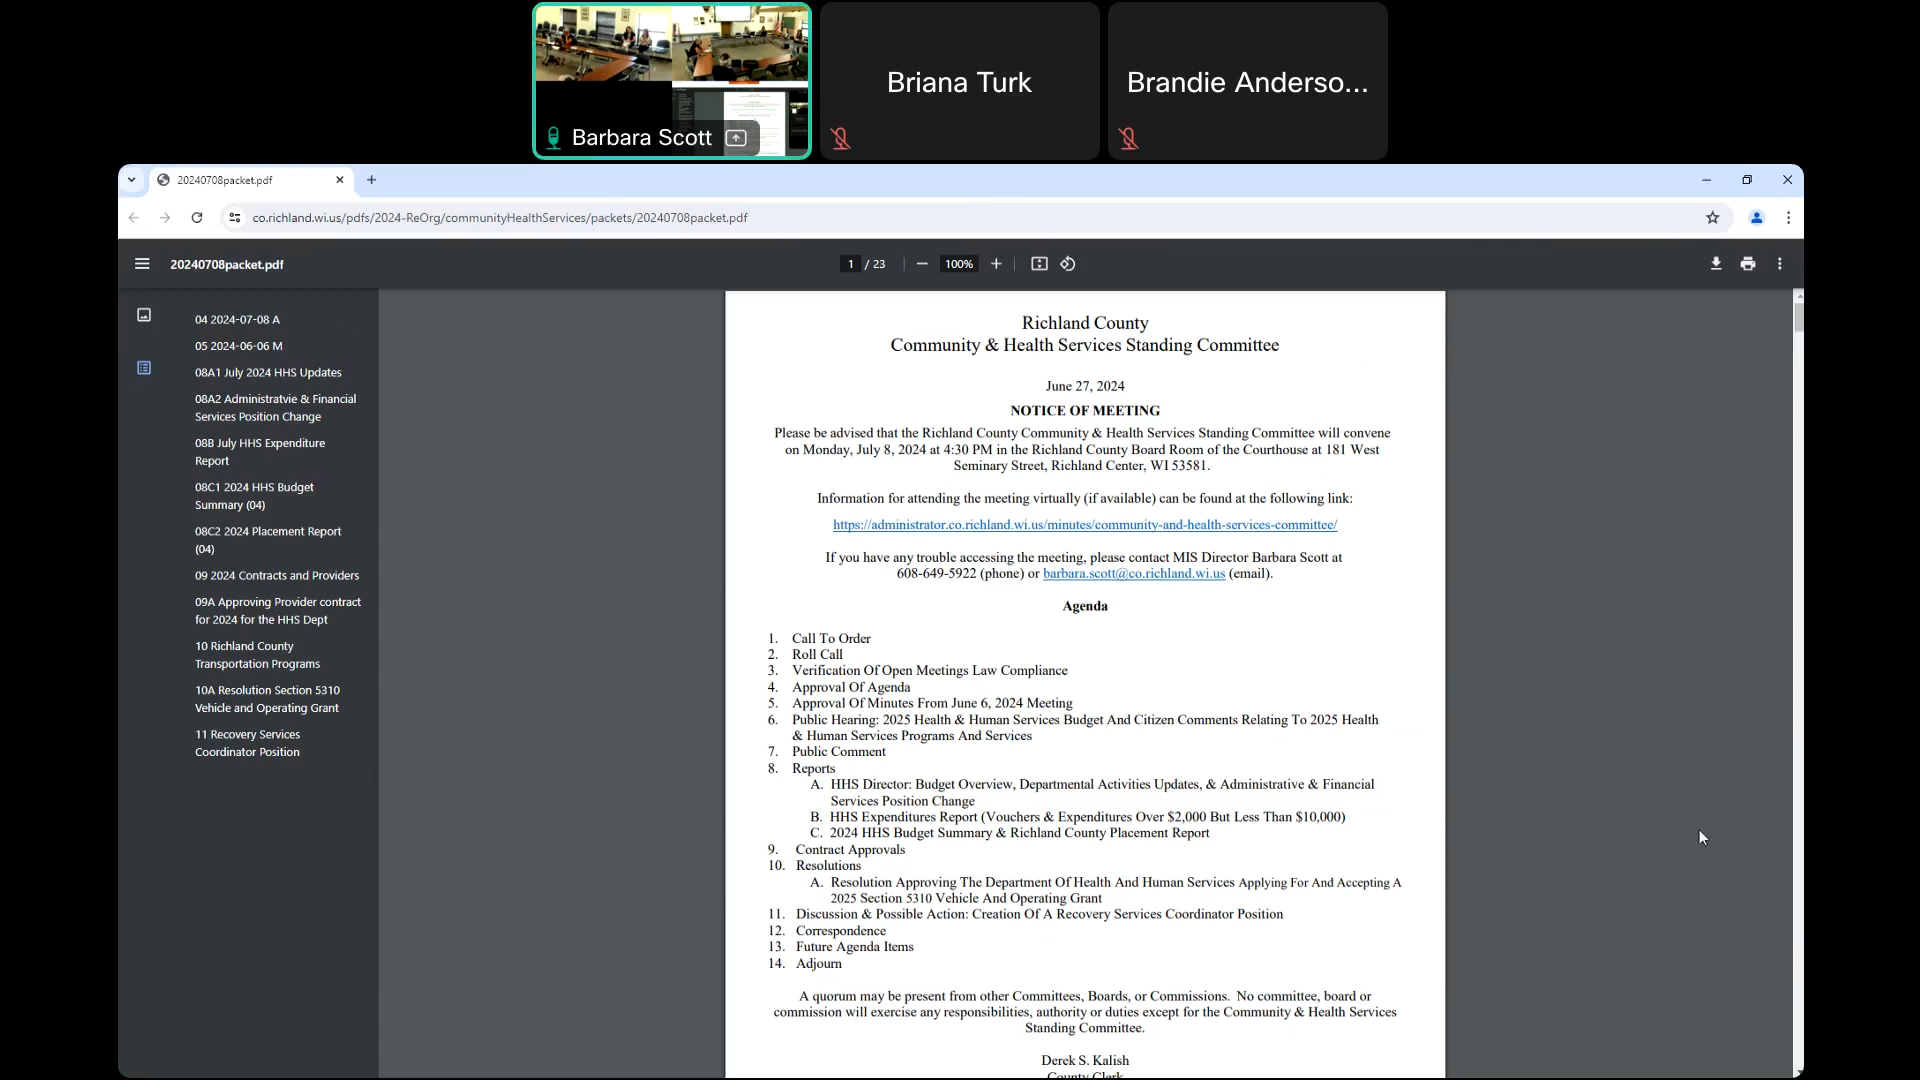 Barbara Scott
Briana Turk
Brandie Anderso...
20240708packet.pdf
co.richland.wi.us/pdfs/2024-ReOrg/communityHealthServices/packets/20240708packet.pdf
20240708packet.pdf
1 / 23
100%
04 2024-07-08 A
05 2024-06-06 M
08A1 July 2024 HHS Updates
08A2 Administratvie & Financial
Services Position Change
08B July HHS Expenditure
Report
08C1 2024 HHS Budget
Summary (04)
08C2 2024 Placement Report
(04)
09 2024 Contracts and Providers
09A Approving Provider contract
for 2024 for the HHS Dept
10 Richland County
Transportation Programs
10A Resolution Section 5310
Vehicle and Operating Grant
11 Recovery Services
Coordinator Position
Richland County
Community & Health Services Standing Committee
June 27, 2024
NOTICE OF MEETING
Please be advised that the Richland County Community & Health Services Standing Committee will convene
on Monday, July 8, 2024 at 4:30 PM in the Richland County Board Room of the Courthouse at 181 West
Seminary Street, Richland Center, WI 53581.
Information for attending the meeting virtually (if available) can be found at the following link:
https://administrator.co.richland.wi.us/minutes/community-and-health-services-committee/
If you have any trouble accessing the meeting, please contact MIS Director Barbara Scott at
608-649-5922 (phone) or barbara.scott@co.richland.wi.us (email).
Agenda
1. Call To Order
2. Roll Call
3. Verification Of Open Meetings Law Compliance
4. Approval Of Agenda
5. Approval Of Minutes From June 6, 2024 Meeting
6. Public Hearing: 2025 Health & Human Services Budget And Citizen Comments Relating To 2025 Health
& Human Services Programs And Services
7. Public Comment
8. Reports
A. HHS Director: Budget Overview, Departmental Activities Updates, & Administrative & Financial
Services Position Change
B. HHS Expenditures Report (Vouchers & Expenditures Over $2,000 But Less Than $10,000)
C. 2024 HHS Budget Summary & Richland County Placement Report
9. Contract Approvals
10. Resolutions
A. Resolution Approving The Department Of Health And Human Services Applying For And Accepting A
2025 Section 5310 Vehicle And Operating Grant
11. Discussion & Possible Action: Creation Of A Recovery Services Coordinator Position
12. Correspondence
13. Future Agenda Items
14. Adjourn
A quorum may be present from other Committees, Boards, or Commissions. No committee, board or
commission will exercise any responsibilities, authority or duties except for the Community & Health Services
Standing Committee.
Derek S. Kalish
County Clerk